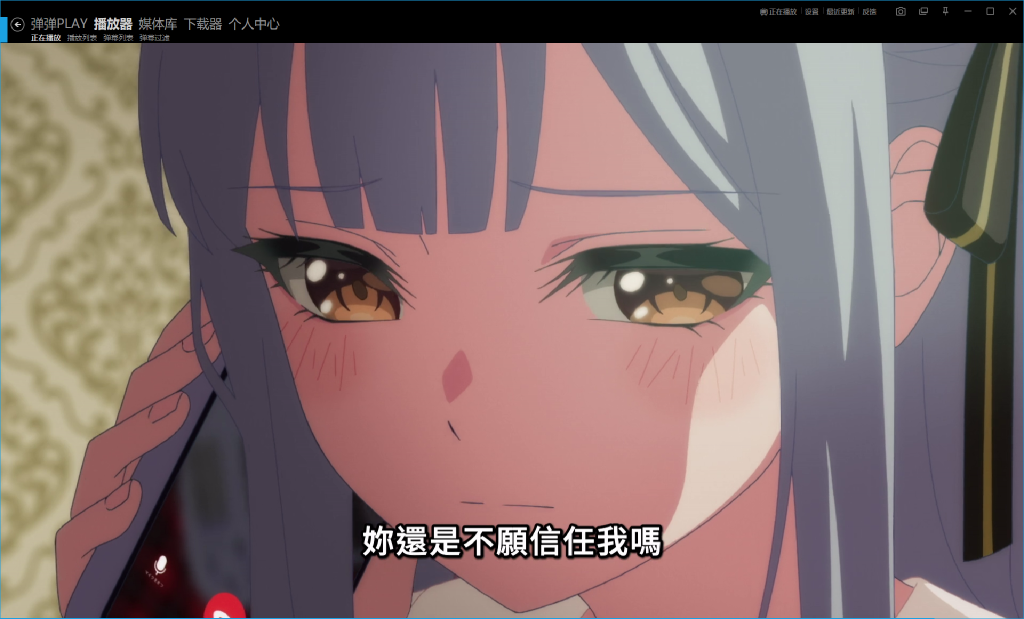 正在播放 设置 最近更新 反馈
弹弹PLAY 播放器 媒体库 下载器 个人中心
正在播放 播放列表 弹幕列表 弹幕过滤
妳還是不願信任我嗎